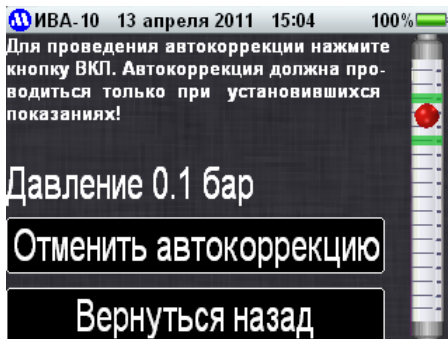 ИВА-10 13 апреля 2011 15:04 100%
Для проведения автокоррекции нажмите
кнопку ВКП. Автокоррекция должна про-
водиться только при установившихся
показаниях!
Давление 0.1 бар
Отменить автокоррекцию
Вернуться назад